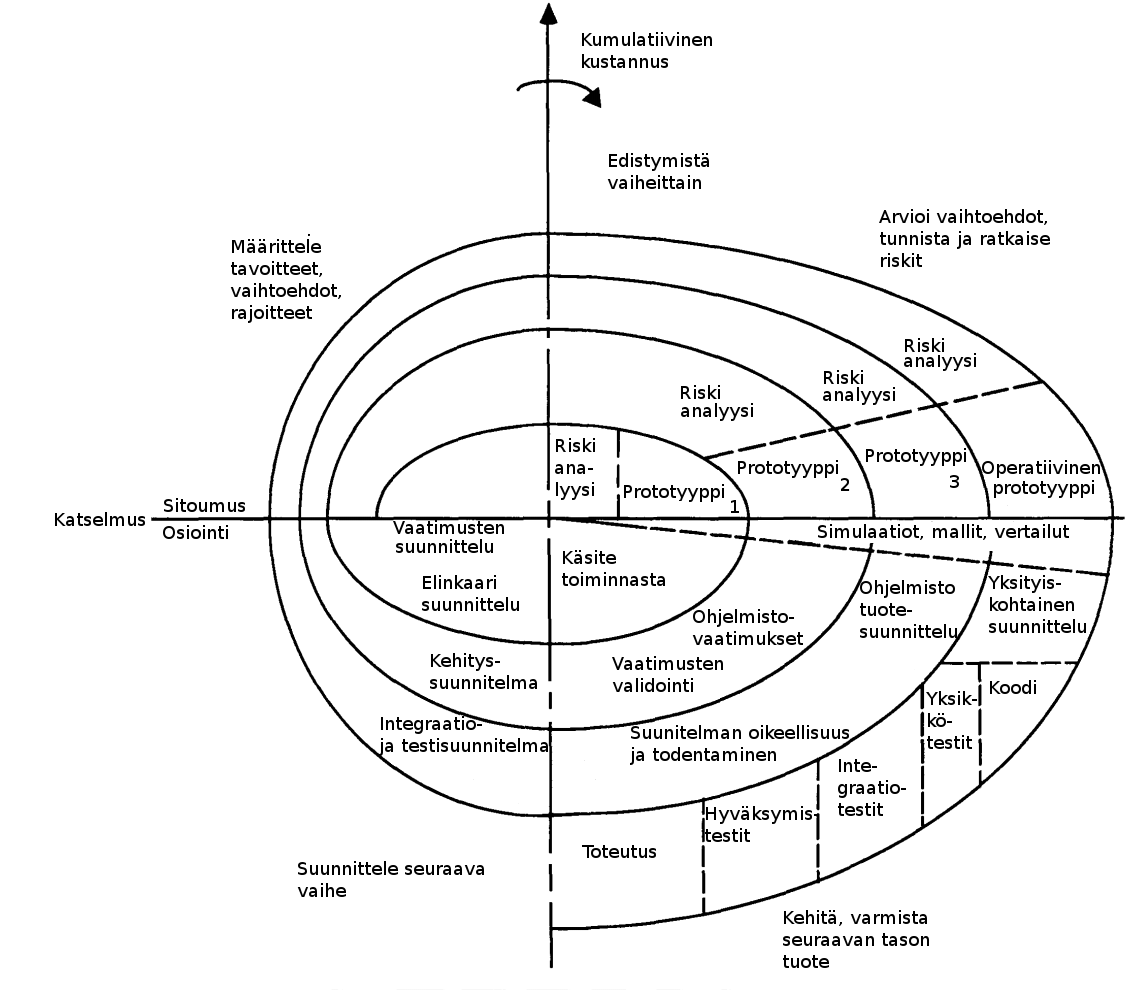 Kumulatiivinen
kustannus
Edistymistä
vaiheittain
Arvioi vaihtoehdot,
tunnista ja ratkaise
riskit
Määrittele
tavoitteet,
vaihtoehdot,
rajoitteet
Riski
analyysi
Riski
analyysi
Riski
analyysi
Riski
ana-
lyysi
Prototyyppi
1
Prototyyppi
2
Prototyyppi
3
Operatiivinen
prototyyppi
Katselmus
Sitoumus
Osiointi
Simulaatiot, mallit, vertailut
Vaatimusten
suunnittelu
Elinkaari
suunnittelu
Käsite
toiminnasta
Kehitys-
suunnitelma
Ohjelmisto-
vaatimukset
Vaatimusten
validointi
Ohjelmisto
tuote-
suunnittelu
Yksityis-
kohtainen
suunnittelu
Integraatio-
ja testisuunnitelma
Suunitelman oikeellisuus
ja todentaminen
Koodi
Yksik-
kö-
testit
Inte-
graatio-
testit
Hyväksymis-
testit
Toteutus
Suunnittele seuraava
vaihe
Kehitä, varmista
seuraavan tason
tuote